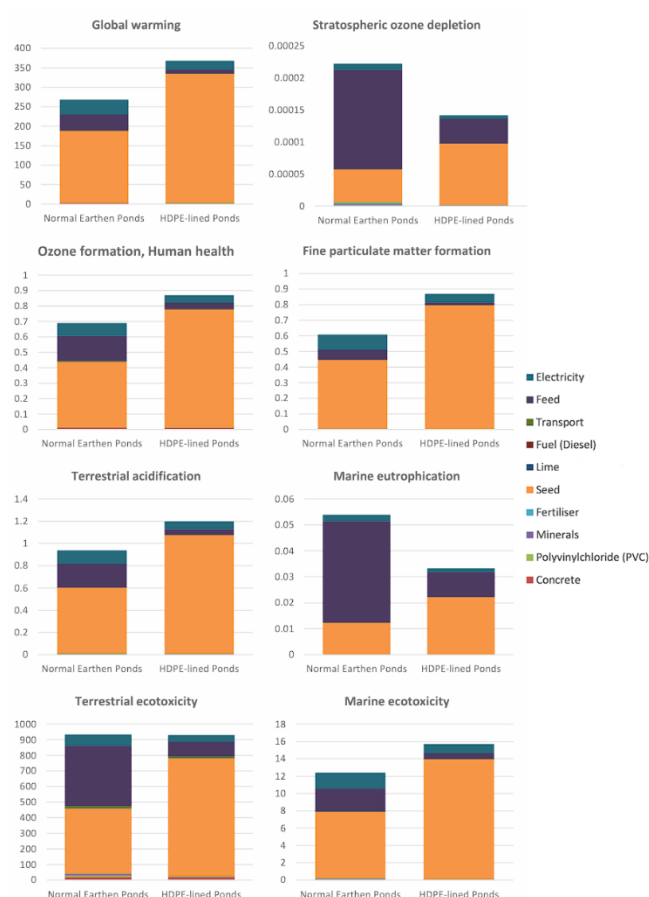 Global warming
400
350
300
250
200
150
100
50
0
Normal Earthen Ponds HDPE-lined Ponds
Stratospheric ozone depletion
0.00025
0.0002
0.00015
0.0001
0.00005
0
Normal Earthen Ponds HDPE-lined Ponds
Ozone formation, Human health
1
0.9
0.8
0.7
0.6
0.5
0.4
0.3
0.2
0.1
0
Normal Earthen Ponds HDPE-lined Ponds
Fine particulate matter formation
1
0.9
0.8
0.7
0.6
0.5
0.4
0.3
0.2
0.1
0
Normal Earthen Ponds HDPE-lined Ponds
Terrestrial acidification
1.4
1.2
1
0.8
0.6
0.4
0.2
0
Normal Earthen Ponds HDPE-lined Ponds
Marine eutrophication
0.06
0.05
0.04
0.03
0.02
0.01
0
Normal Earthen Ponds HDPE-lined Ponds
Terrestrial ecotoxicity
1000
900
800
700
600
500
400
300
200
100
0
Normal Earthen Ponds HDPE-lined Ponds
Marine ecotoxicity
18
16
14
12
10
8
6
4
2
0
Normal Earthen Ponds HDPE-lined Ponds
Electricity
Feed
Transport
Fuel (Diesel)
Lime
Seed
Fertiliser
Minerals
Polyvinylchloride (PVC)
Concrete